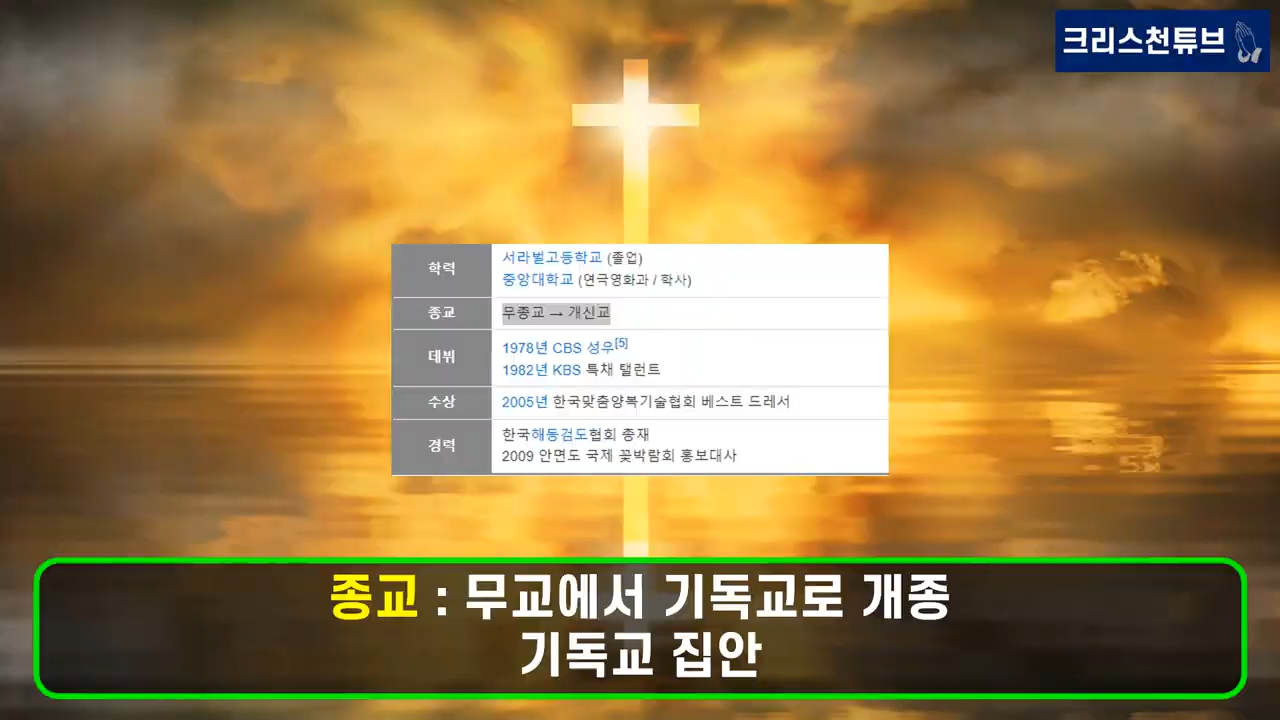 크리스천튜브
학력
서라벌고등학교 (졸업)
중앙대학교 (연극영화과 / 학사)
종교
무종교 → 개신교
데뷔
1978년 CBS 성우[5]
1982년 KBS 특채 탤런트
수상
2005년 한국맞춤양복기술협회 베스트 드레서
경력
한국해동검도협회 총재
2009 안면도 국제 꽃박람회 홍보대사
종교 : 무교에서 기독교로 개종
기독교 집안